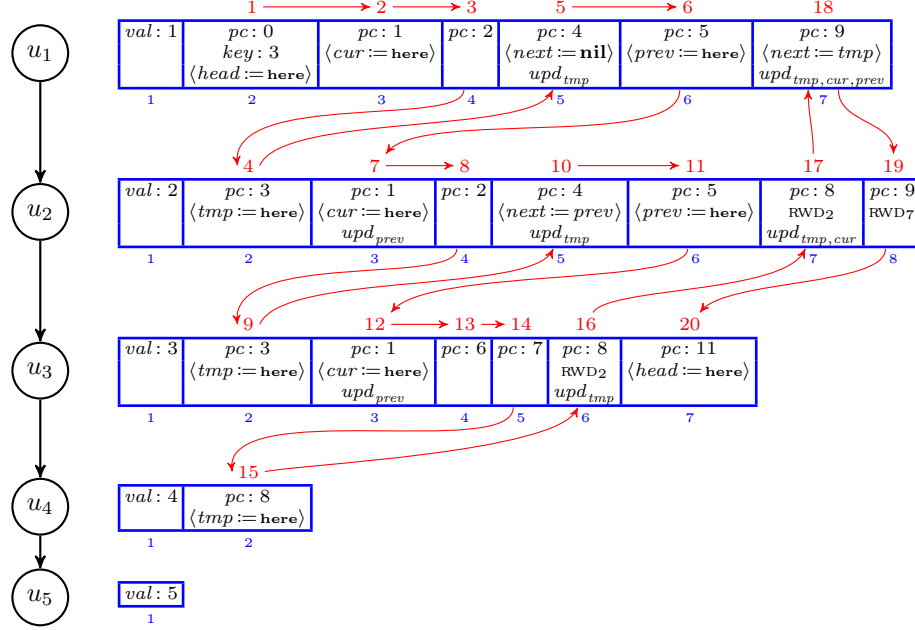 1 2 3 5 6 18
u₁
val: 1 pc: 0 pc: 1 pc: 2 pc: 4 pc: 5 pc: 9
key: 3 ⟨cur := here⟩ ⟨next := nil⟩ ⟨prev := here⟩ ⟨next := tmp⟩
⟨head := here⟩ upd_tmp upd_tmp,cur,prev
1 2 3 4 5 6 7
4 7 8 10 11 17 19
u₂
val: 2 pc: 3 pc: 1 pc: 2 pc: 4 pc: 5 pc: 8 pc: 9
⟨tmp := here⟩ ⟨cur := here⟩ ⟨next := prev⟩ ⟨prev := here⟩ RWD₂ RWD₇
upd_prev upd_tmp upd_tmp,cur
1 2 3 4 5 6 7 8
9 12 13 14 16 20
u₃
val: 3 pc: 3 pc: 1 pc: 6 pc: 7 pc: 8 pc: 11
⟨tmp := here⟩ ⟨cur := here⟩ RWD₂ ⟨head := here⟩
upd_prev upd_tmp
1 2 3 4 5 6 7
15
u₄
val: 4 pc: 8
⟨tmp := here⟩
1 2
u₅
val: 5
1